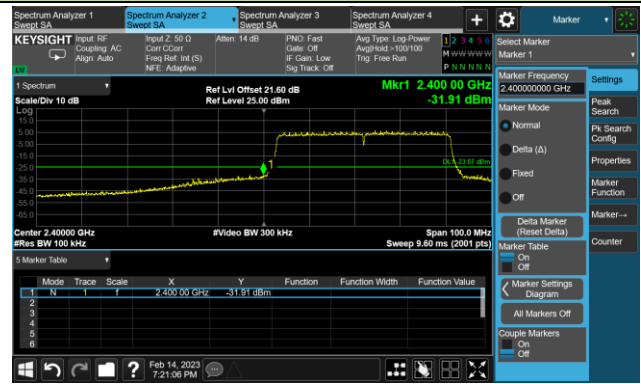 Spectrum Analyzer 1
Swept SA
Spectrum Analyzer 2
Swept SA
Spectrum Analyzer 3
Swept SA
Spectrum Analyzer 4
Swept SA
+
Marker
KEYSIGHT
Input: RF
Coupling: AC
Align: Auto
Input Z: 50 Ω
Corr CCorr
Freq Ref: Int (S)
NFE: Adaptive
Atten: 14 dB
PNO: Fast
Gate: Off
IF Gain: Low
Sig Track: Off
Avg Type: Log-Power
Avg|Hold:>100/100
Trig: Free Run
1 2 3 4 5 6
M W W W W W
P N N N N N
1 Spectrum
Scale/Div 10 dB
Ref Lvl Offset 21.60 dB
Ref Level 25.00 dBm
Mkr1 2.400 00 GHz
-31.91 dBm
Log
15.0
5.00
-5.00
-15.0
-25.0
-35.0
-45.0
-55.0
-65.0
1
Center 2.40000 GHz
#Res BW 100 kHz
#Video BW 300 kHz
Span 100.0 MHz
Sweep 9.60 ms (2001 pts)
5 Marker Table
Mode Trace Scale X Y Function Function Width Function Value
1 N 1 f 2.400 00 GHz -31.91 dBm
2
3
4
5
6
Select Marker
Marker 1
Marker Frequency
2.400000000 GHz
Marker Mode
Normal
Delta (Δ)
Fixed
Off
Delta Marker
(Reset Delta)
Marker Table
On
Off
Marker Settings
Diagram
All Markers Off
Couple Markers
On
Off
Settings
Peak
Search
Pk Search
Config
Properties
Marker
Function
Marker→
Counter
?
Feb 14, 2023
7:21:06 PM